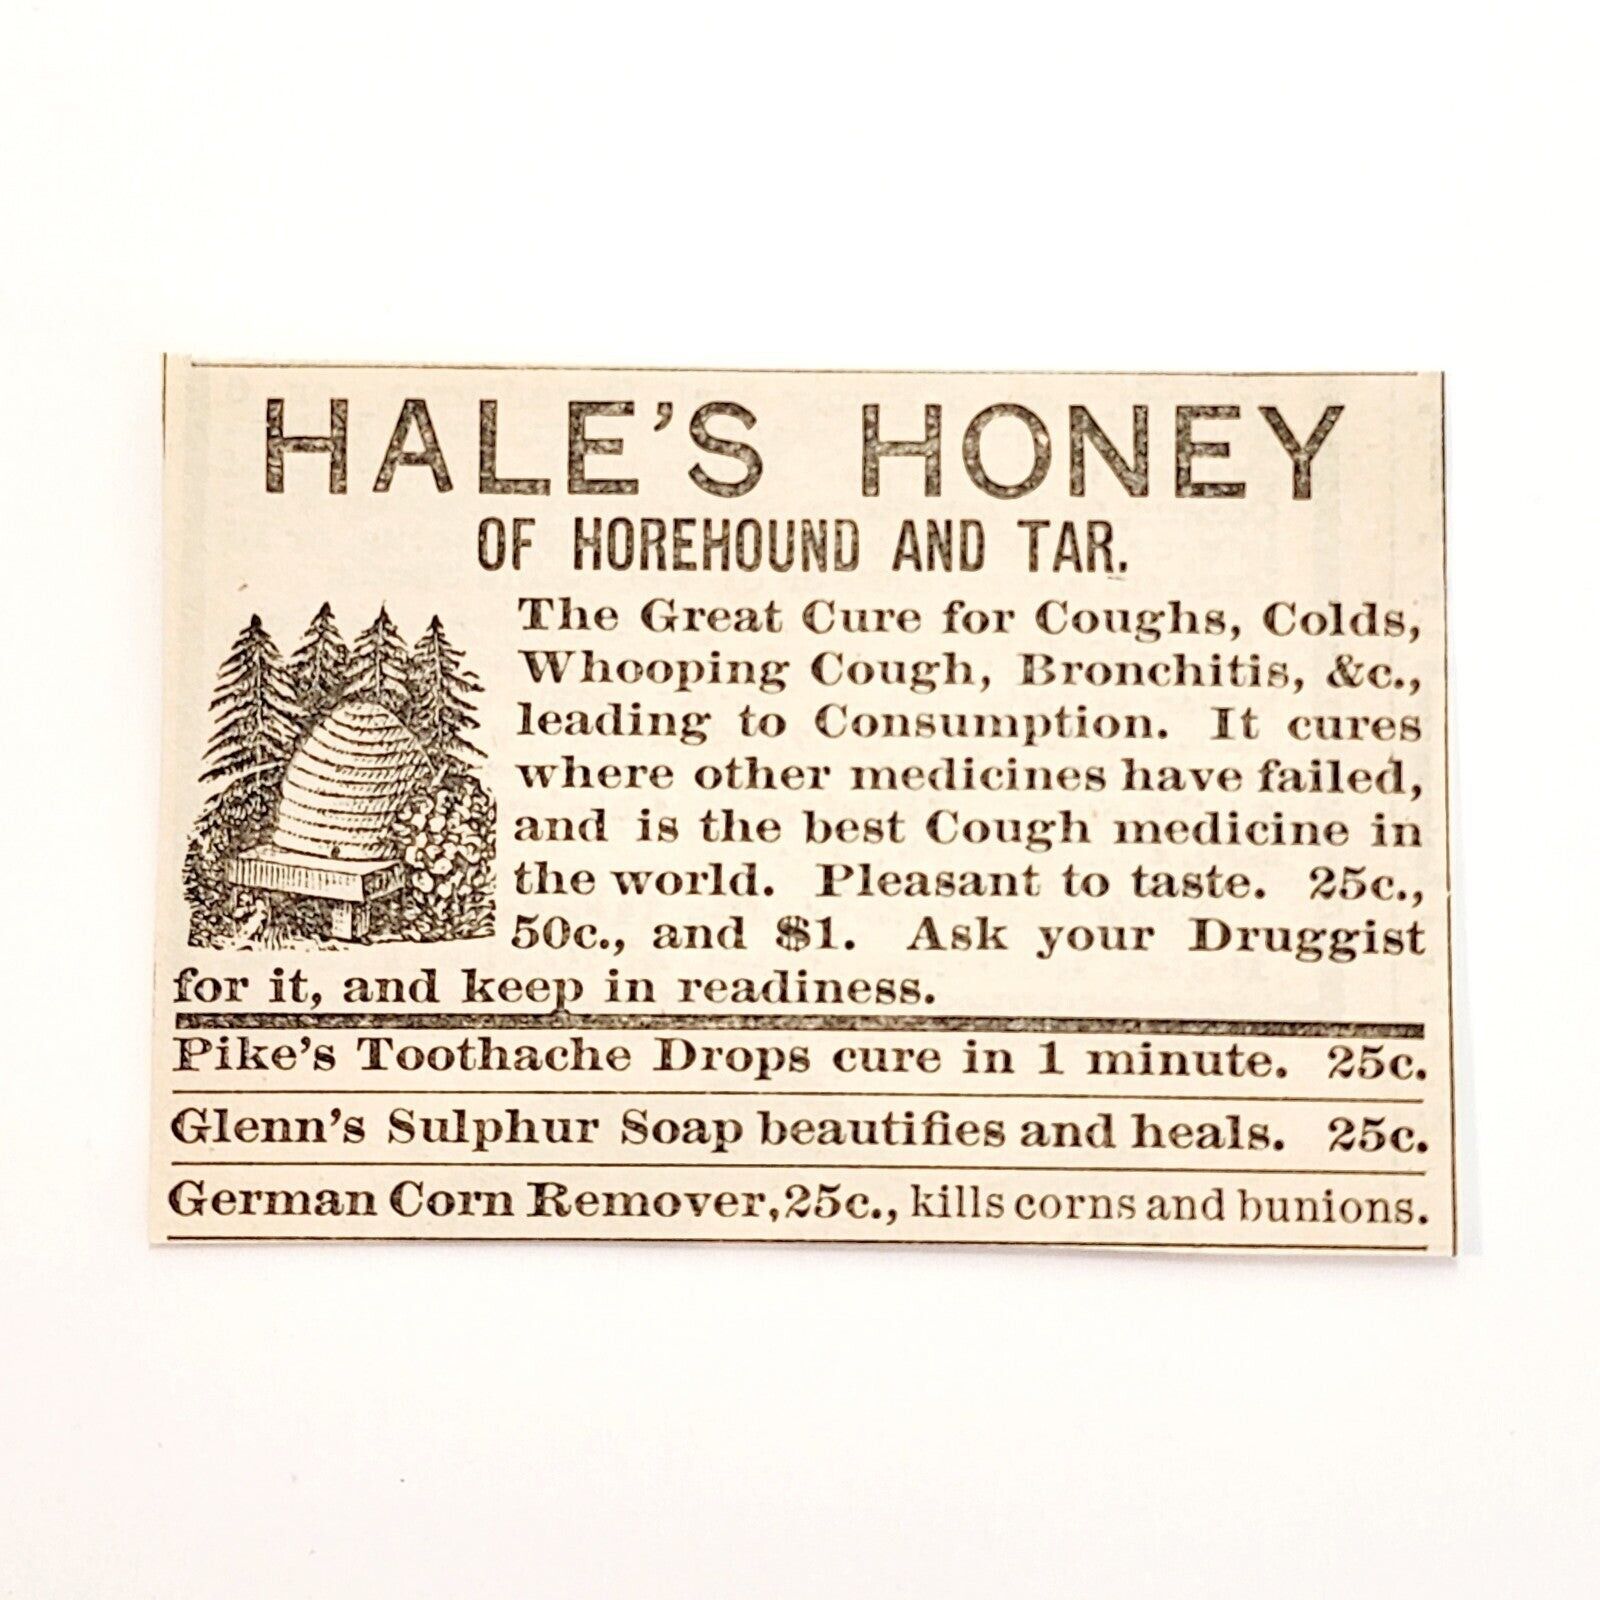 HALE'S HONEY
OF HOREHOUND AND TAR.
The Great Cure for Coughs, Colds,
Whooping Cough, Bronchitis, &c.,
leading to Consumption. It cures
where other medicines have failed,
and is the best Cough medicine in
the world. Pleasant to taste. 25c.,
50c., and $1. Ask your Druggist
for it, and keep in readiness.
Pike's Toothache Drops cure in 1 minute. 25c.
Glenn's Sulphur Soap beautifies and heals. 25c.
German Corn Remover,25c., kills corns and bunions.